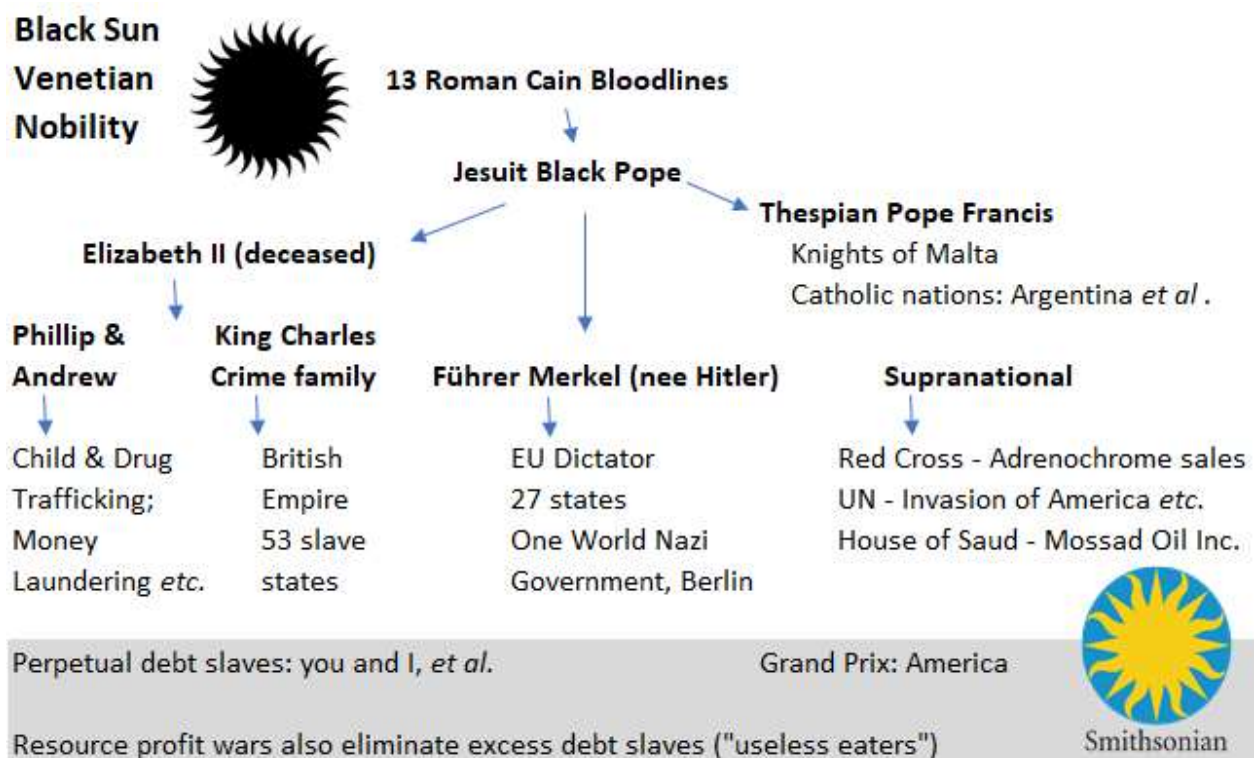 Black Sun
Venetian
Nobility
13 Roman Cain Bloodlines
Jesuit Black Pope
Thespian Pope Francis
Knights of Malta
Catholic nations: Argentina et al .
Elizabeth II (deceased)
Phillip &
Andrew
King Charles
Crime family
Führer Merkel (nee Hitler)
Supranational
Child & Drug
Trafficking;
Money
Laundering etc.
British
Empire
53 slave
states
EU Dictator
27 states
One World Nazi
Government, Berlin
Red Cross - Adrenochrome sales
UN - Invasion of America etc.
House of Saud - Mossad Oil Inc.
Perpetual debt slaves: you and I, et al.
Grand Prix: America
Resource profit wars also eliminate excess debt slaves ("useless eaters")
Smithsonian